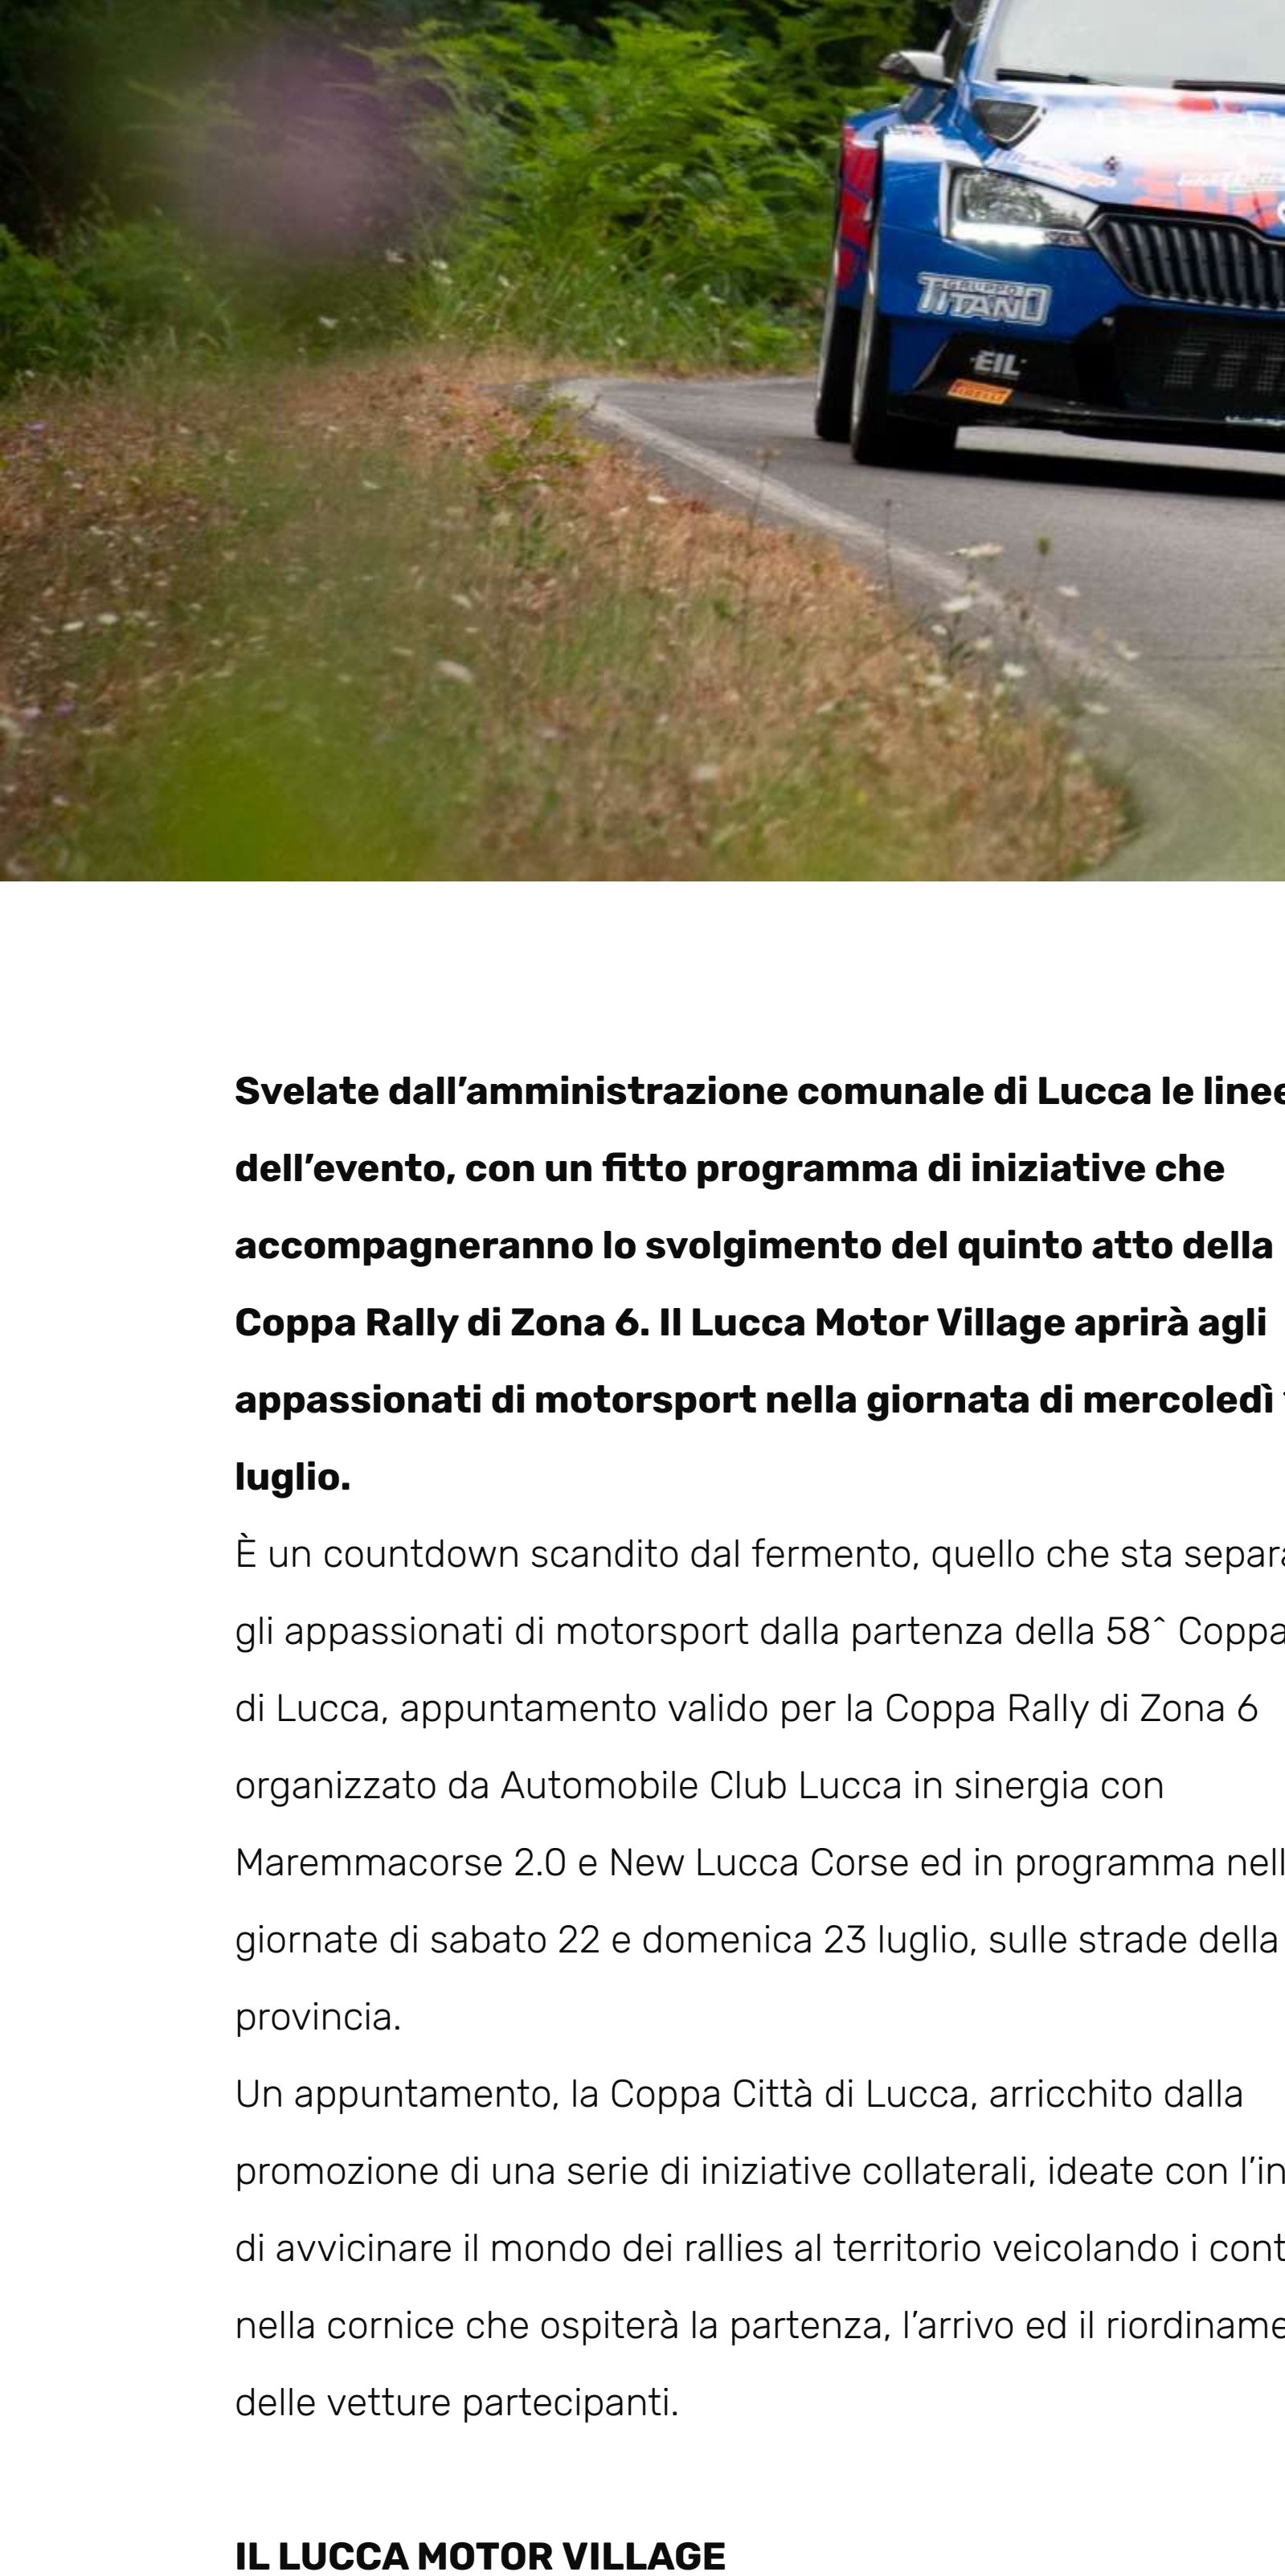 GRUPPO
TITANO
EIL
PIRELLI
Svelate dall’amministrazione comunale di Lucca le linee
dell’evento, con un fitto programma di iniziative che
accompagneranno lo svolgimento del quinto atto della
Coppa Rally di Zona 6. Il Lucca Motor Village aprirà agli
appassionati di motorsport nella giornata di mercoledì
luglio.
È un countdown scandito dal fermento, quello che sta
gli appassionati di motorsport dalla partenza della 58^ Coppa
di Lucca, appuntamento valido per la Coppa Rally di Zona 6
organizzato da Automobile Club Lucca in sinergia con
Maremmacorse 2.0 e New Lucca Corse ed in programma
giornate di sabato 22 e domenica 23 luglio, sulle strade della
provincia.
Un appuntamento, la Coppa Città di Lucca, arricchito dalla
promozione di una serie di iniziative collaterali, ideate con
di avvicinare il mondo dei rallies al territorio veicolando i
nella cornice che ospiterà la partenza, l’arrivo ed il
delle vetture partecipanti.
IL LUCCA MOTOR VILLAGE